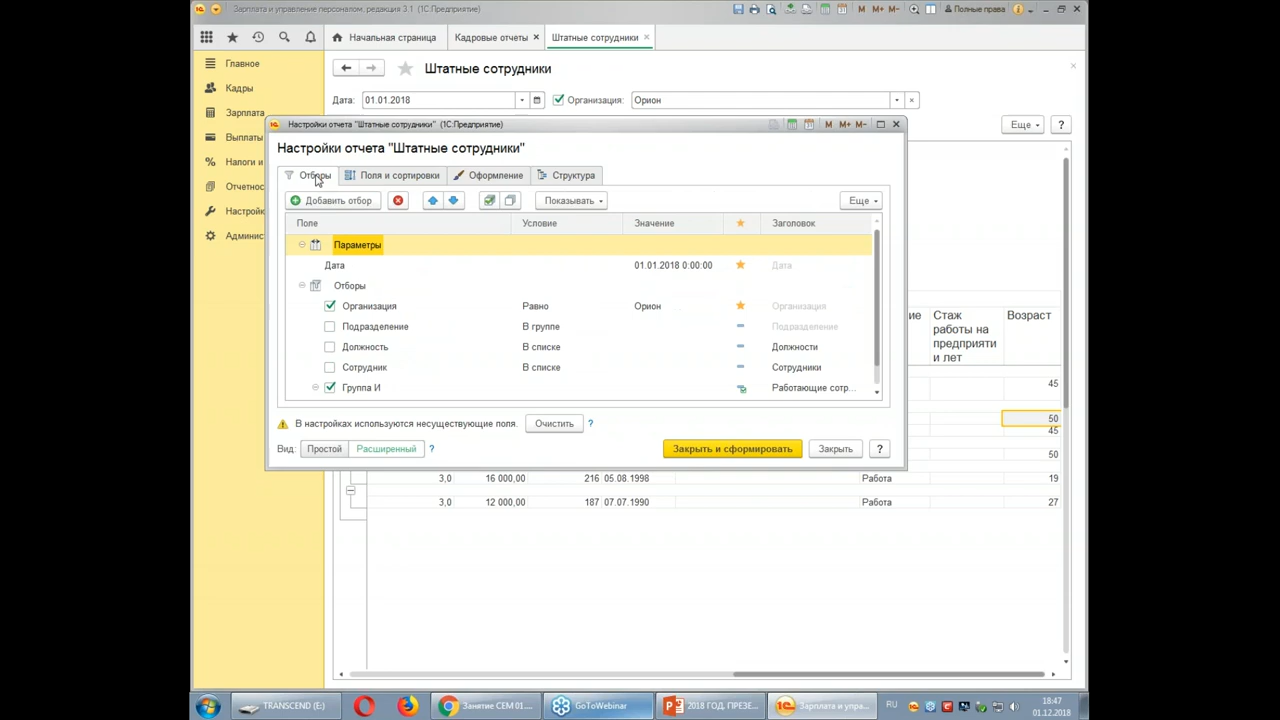 Зарплата и управление персоналом, редакция 3.1 (1С:Предприятие)
M M+ M-
Полные права
Начальная страница
Кадровые отчеты
Штатные сотрудники
Главное
Кадры
Зарплата
Выплаты
Налоги и
Отчетнос
Настройк
Админис
Штатные сотрудники
Дата: 01.01.2018
Организация: Орион
Еще
?
Настройки отчета "Штатные сотрудники" (1С:Предприятие)
M M+ M-
Настройки отчета "Штатные сотрудники"
Отборы
Поля и сортировки
Оформление
Структура
Добавить отбор
Показывать
Еще
Поле Условие Значение Заголовок
Параметры
Дата 01.01.2018 0:00:00 Дата
Отборы
Организация Равно Орион Организация
Подразделение В группе Подразделение
Должность В списке Должности
Сотрудник В списке Сотрудники
Группа И Работающие сотр...
В настройках используются несуществующие поля. Очистить ?
Вид: Простой Расширенный ?
Закрыть и сформировать Закрыть ?
ие
Стаж
работы на
предприяти
и лет
Возраст
45
50
45
50
3,0 16 000,00 216 05.08.1998 Работа 19
3,0 12 000,00 187 07.07.1990 Работа 27
TRANSCEND (E:)
Занятие СЕМ 01....
GoToWebinar
2018 ГОД. ПРЕЗЕ...
Зарплата и упра...
RU
18:47
01.12.2018